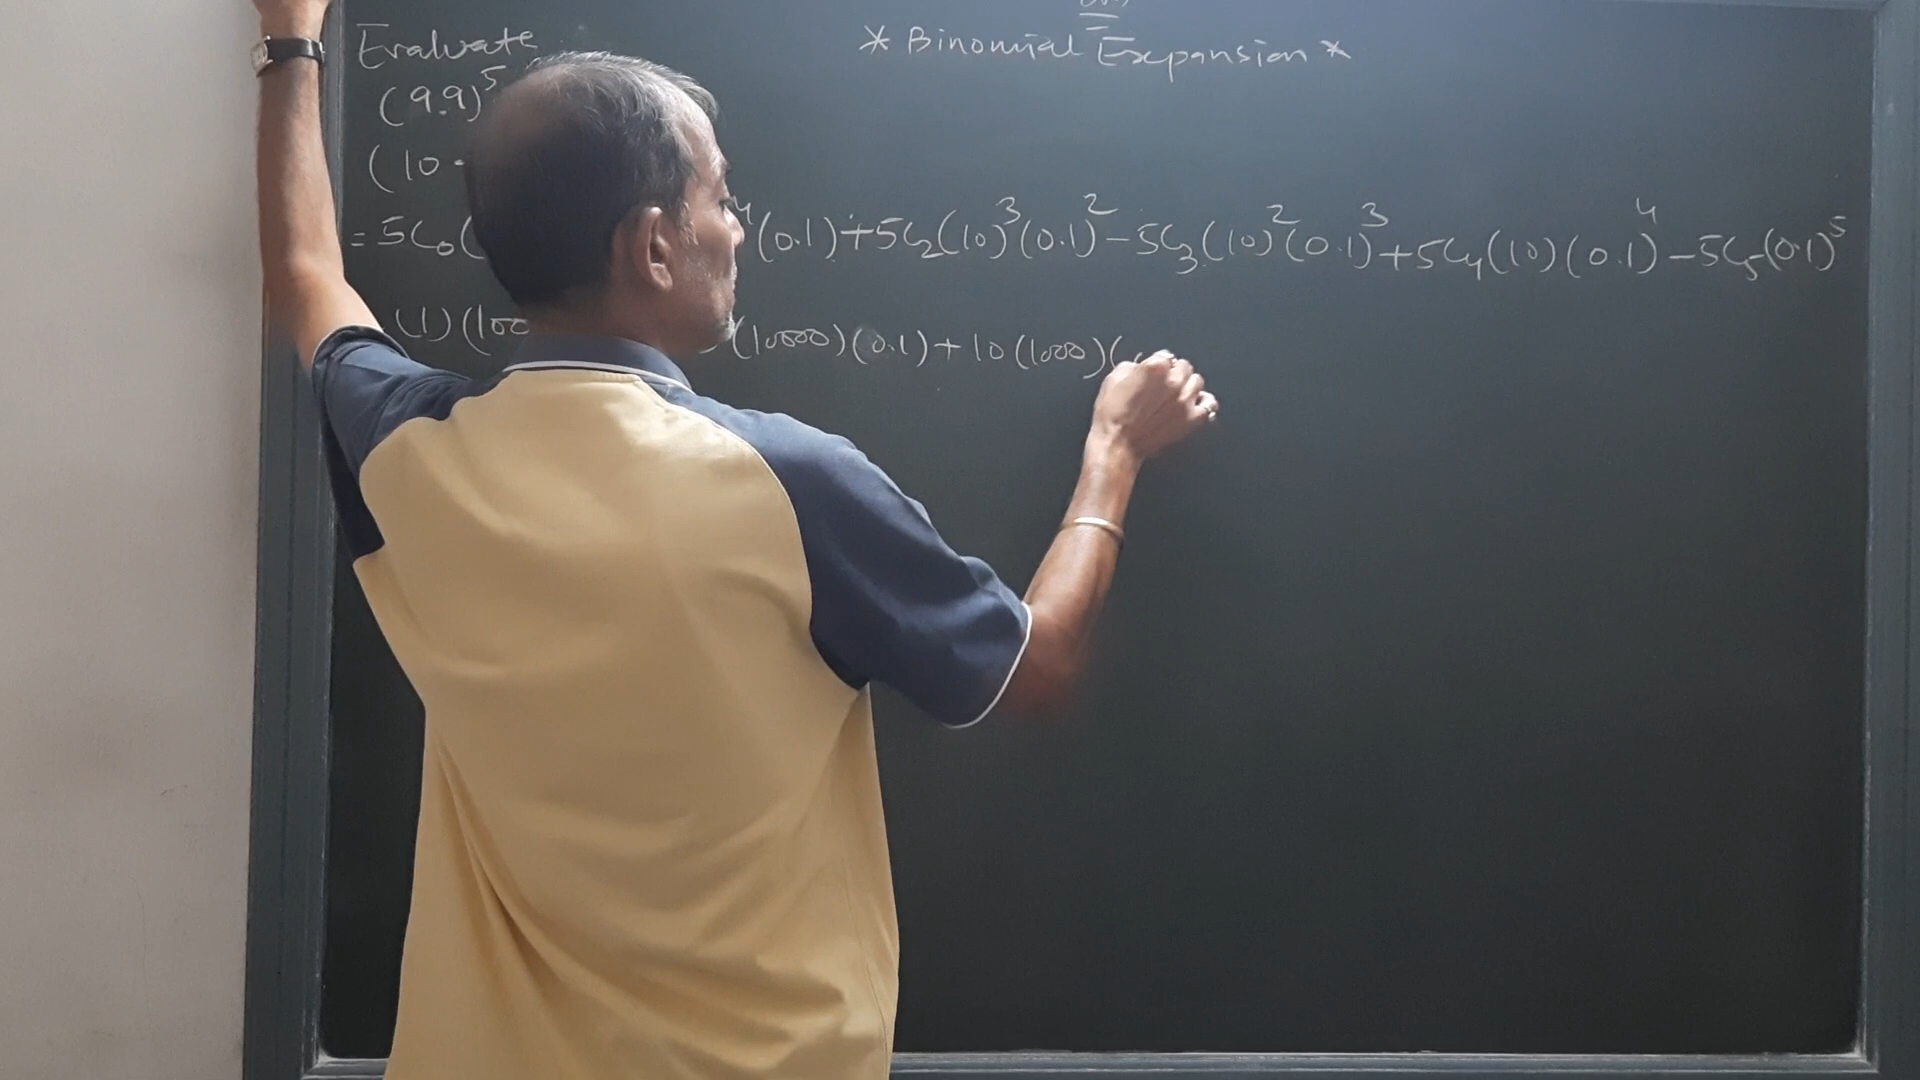 * Binomial Expansion *
Evaluate
(9.9)⁵
(10 -
= 5C₀( ⁴(0.1)+5C₂(10)³(0.1)²-5C₃(10)²(0.1)³+5C₄(10)(0.1)⁴-5C₅(0.1)⁵
(1)(100 )(10000)(0.1)+10(1000)(